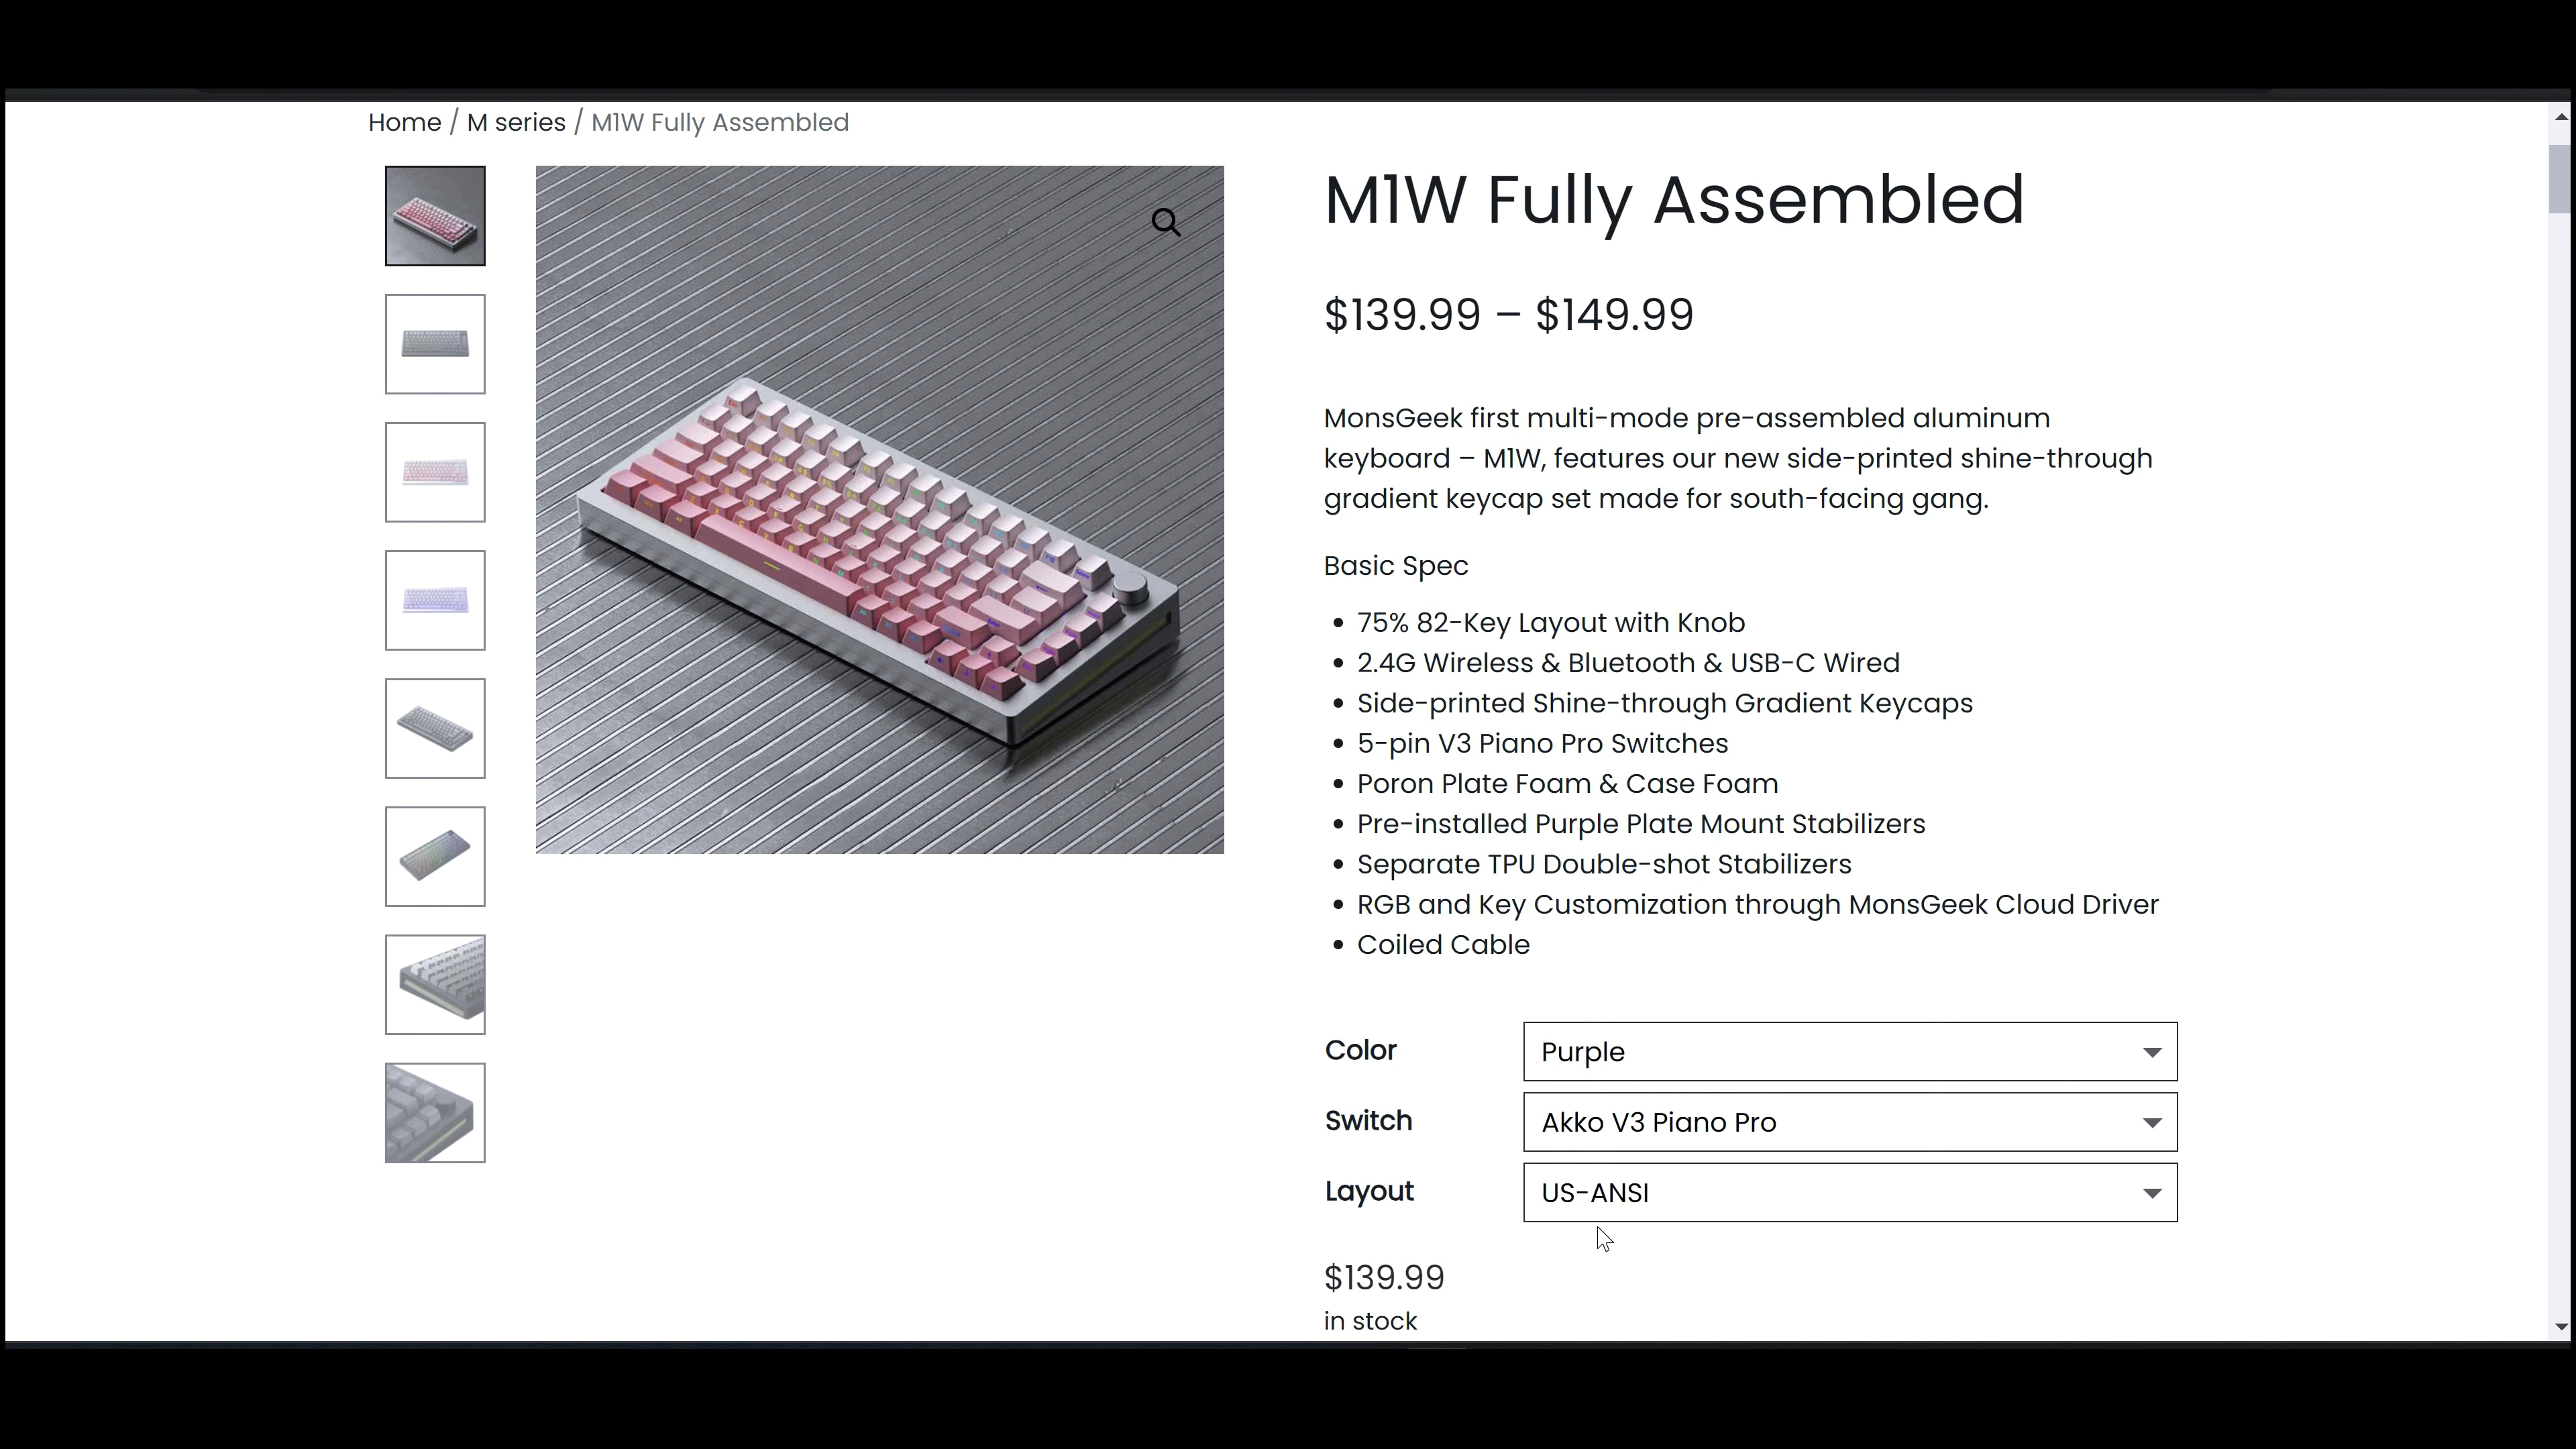 Home / M series / M1W Fully Assembled
M1W Fully Assembled
$139.99 – $149.99
MonsGeek first multi-mode pre-assembled aluminum
keyboard – M1W, features our new side-printed shine-through
gradient keycap set made for south-facing gang.
Basic Spec
• 75% 82-Key Layout with Knob
• 2.4G Wireless & Bluetooth & USB-C Wired
• Side-printed Shine-through Gradient Keycaps
• 5-pin V3 Piano Pro Switches
• Poron Plate Foam & Case Foam
• Pre-installed Purple Plate Mount Stabilizers
• Separate TPU Double-shot Stabilizers
• RGB and Key Customization through MonsGeek Cloud Driver
• Coiled Cable
Color Purple
Switch Akko V3 Piano Pro
Layout US-ANSI
$139.99
in stock